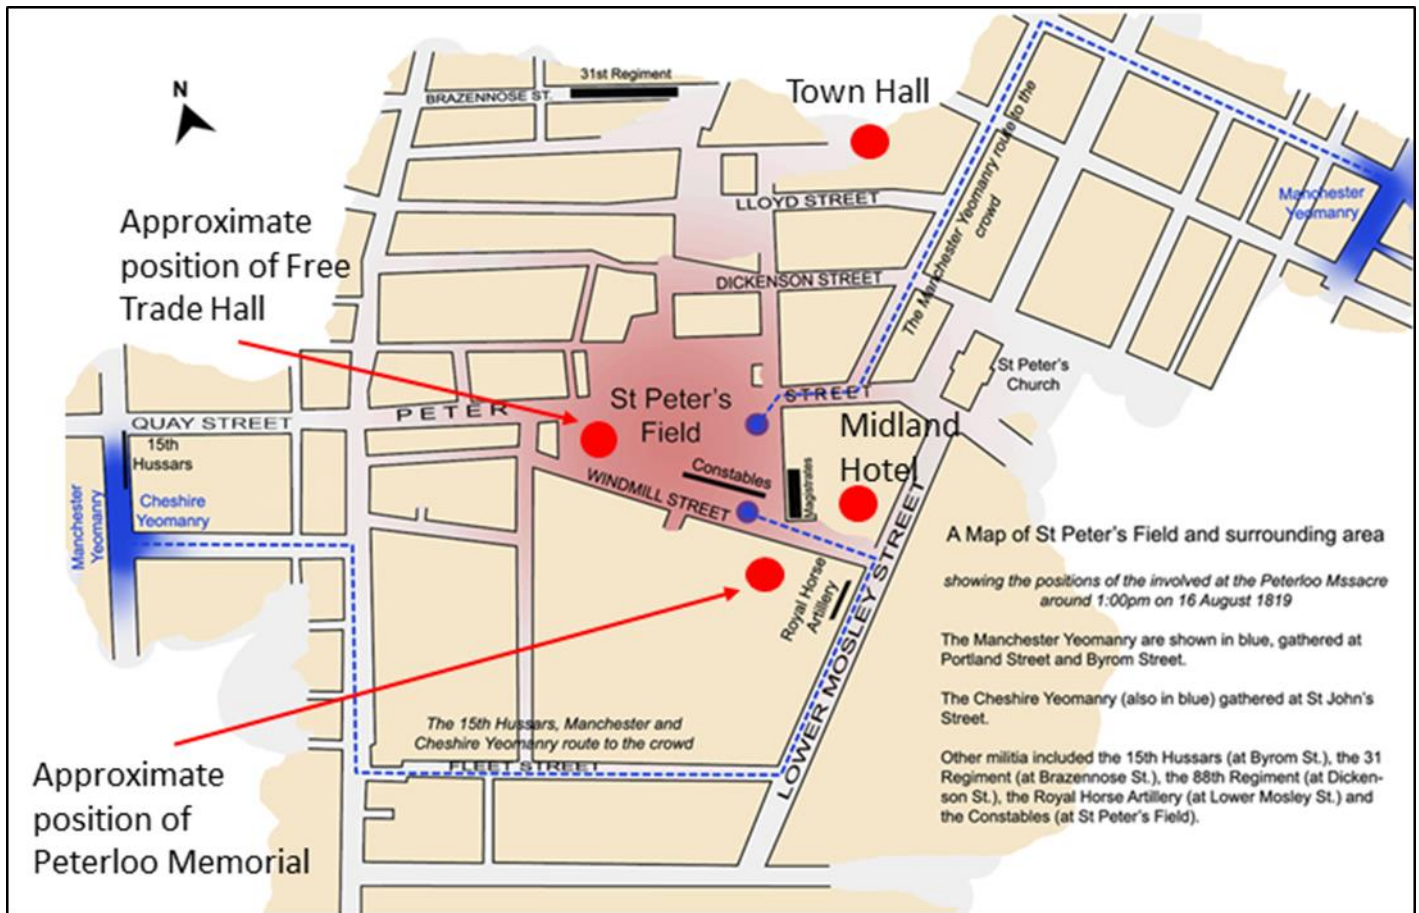 N
31st Regiment
BRAZENNOSE ST.
Town Hall
The Manchester Yeomanry route to the
crowd
Manchester
Yeomanry
LLOYD STREET
Approximate
position of Free
Trade Hall
DICKENSON STREET
St Peter's
Church
St Peter's
Field
STREET
PETER
QUAY STREET
Midland
Hotel
15th
Hussars
Constables
Magistrates
WINDMILL STREET
Manchester
Yeomanry
Cheshire
Yeomanry
Royal Horse
Artillery
LOWER MOSLEY STREET
A Map of St Peter's Field and surrounding area
showing the positions of the involved at the Peterloo Mssacre
around 1:00pm on 16 August 1819
The Manchester Yeomanry are shown in blue, gathered at
Portland Street and Byrom Street.
The Cheshire Yeomanry (also in blue) gathered at St John's
Street.
Other militia included the 15th Hussars (at Byrom St.), the 31
Regiment (at Brazennose St.), the 88th Regiment (at Dicken-
son St.), the Royal Horse Artillery (at Lower Mosley St.) and
the Constables (at St Peter's Field).
The 15th Hussars, Manchester and
Cheshire Yeomanry route to the crowd
FLEET STREET
Approximate
position of
Peterloo Memorial